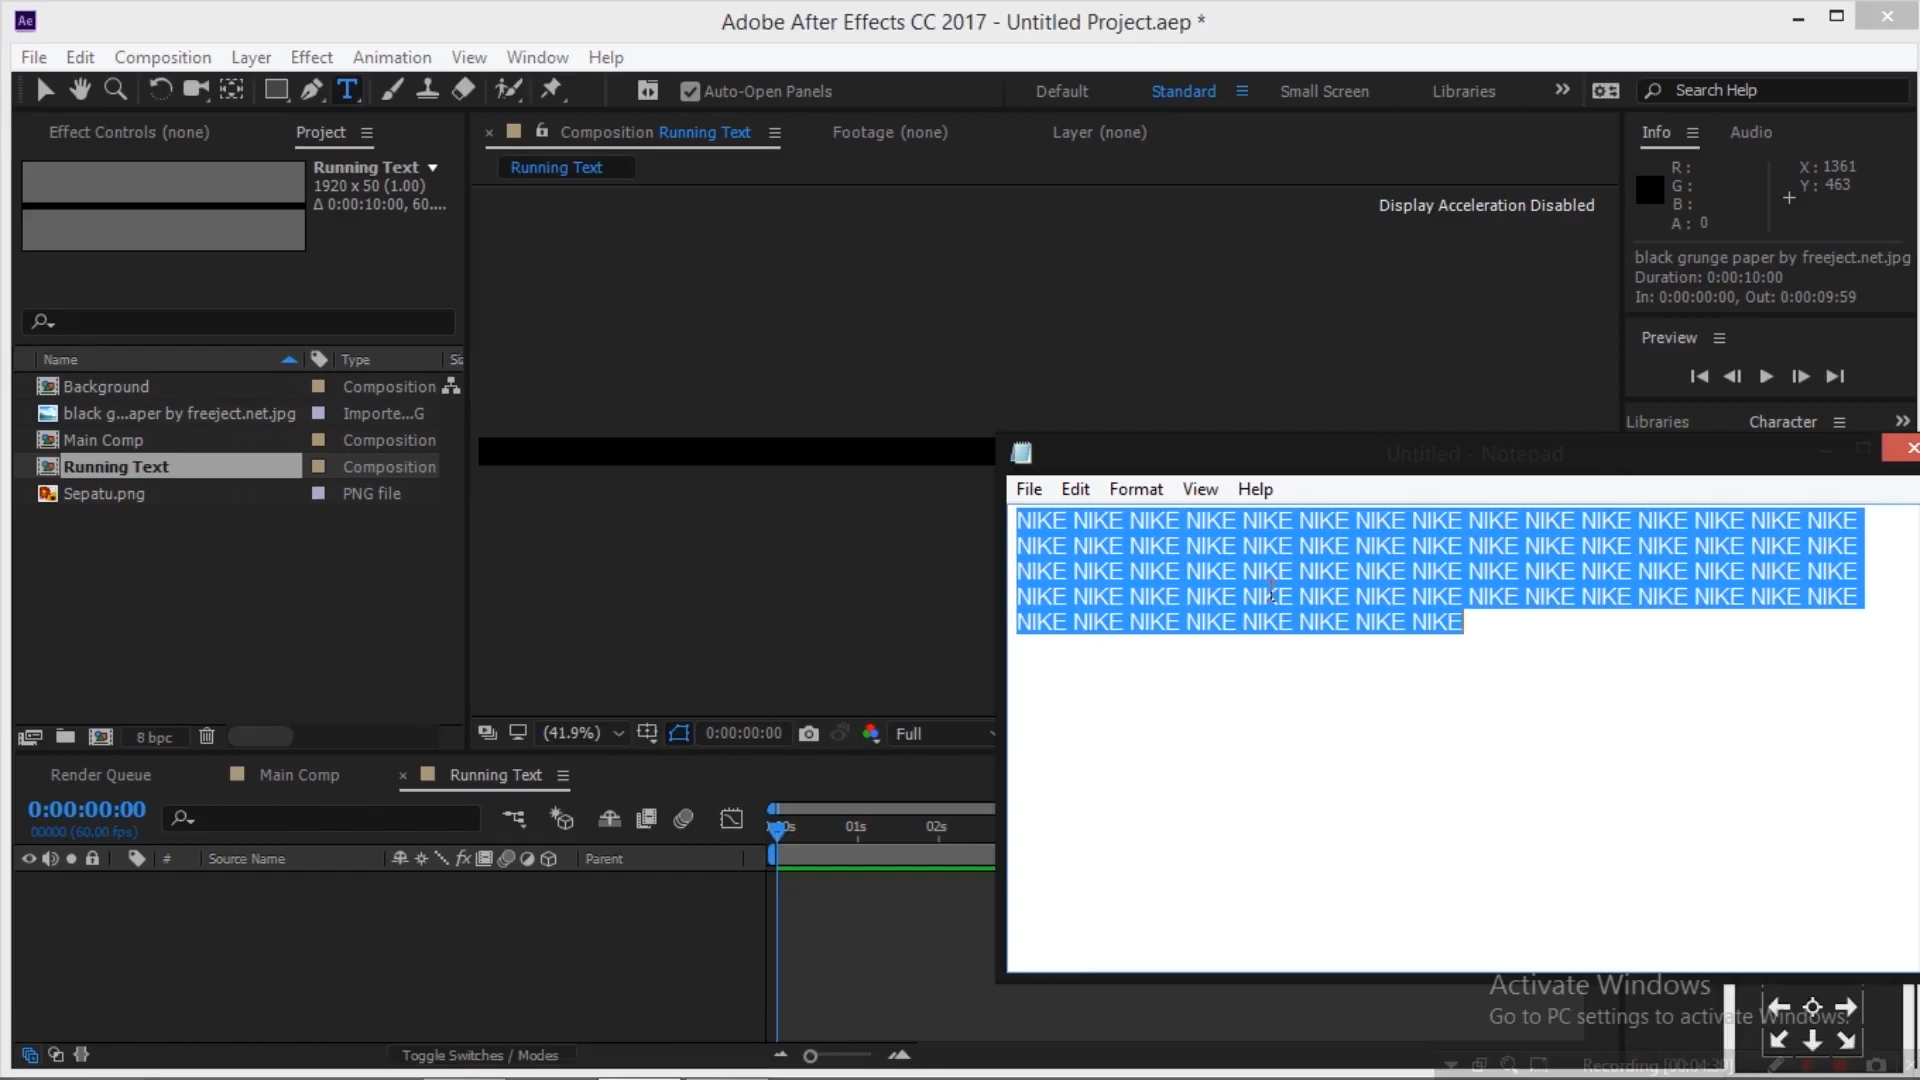 Ae
Adobe After Effects CC 2017 - Untitled Project.aep *
File Edit Composition Layer Effect Animation View Window Help
T Auto-Open Panels Default Standard Small Screen Libraries Search Help
Effect Controls (none) Project Composition Running Text Footage (none) Layer (none) Info Audio
Running Text
1920 x 50 (1.00)
Δ 0:00:10:00, 60....
Running Text
Display Acceleration Disabled
R :
G :
B :
A : 0
X : 1361
Y : 463
black grunge paper by freeject.net.jpg
Duration: 0:00:10:00
In: 0:00:00:00, Out: 0:00:09:59
Preview
Libraries Character
Name Type Siz
Background Composition
black g...aper by freeject.net.jpg Importe...G
Main Comp Composition
Running Text Composition
Sepatu.png PNG file
Untitled - Notepad
File Edit Format View Help
NIKE NIKE NIKE NIKE NIKE NIKE NIKE NIKE NIKE NIKE NIKE NIKE NIKE NIKE NIKE
NIKE NIKE NIKE NIKE NIKE NIKE NIKE NIKE NIKE NIKE NIKE NIKE NIKE NIKE NIKE
NIKE NIKE NIKE NIKE NIKE NIKE NIKE NIKE NIKE NIKE NIKE NIKE NIKE NIKE NIKE
NIKE NIKE NIKE NIKE NIKE NIKE NIKE NIKE NIKE NIKE NIKE NIKE NIKE NIKE NIKE
NIKE NIKE NIKE NIKE NIKE NIKE NIKE NIKE
8 bpc (41.9%) 0:00:00:00 Full
Render Queue Main Comp Running Text
0:00:00:00
00000 (60.00 fps)
01s 02s
# Source Name fx Parent
Toggle Switches / Modes
Activate Windows
Go to PC settings to activate Windows.
Recording